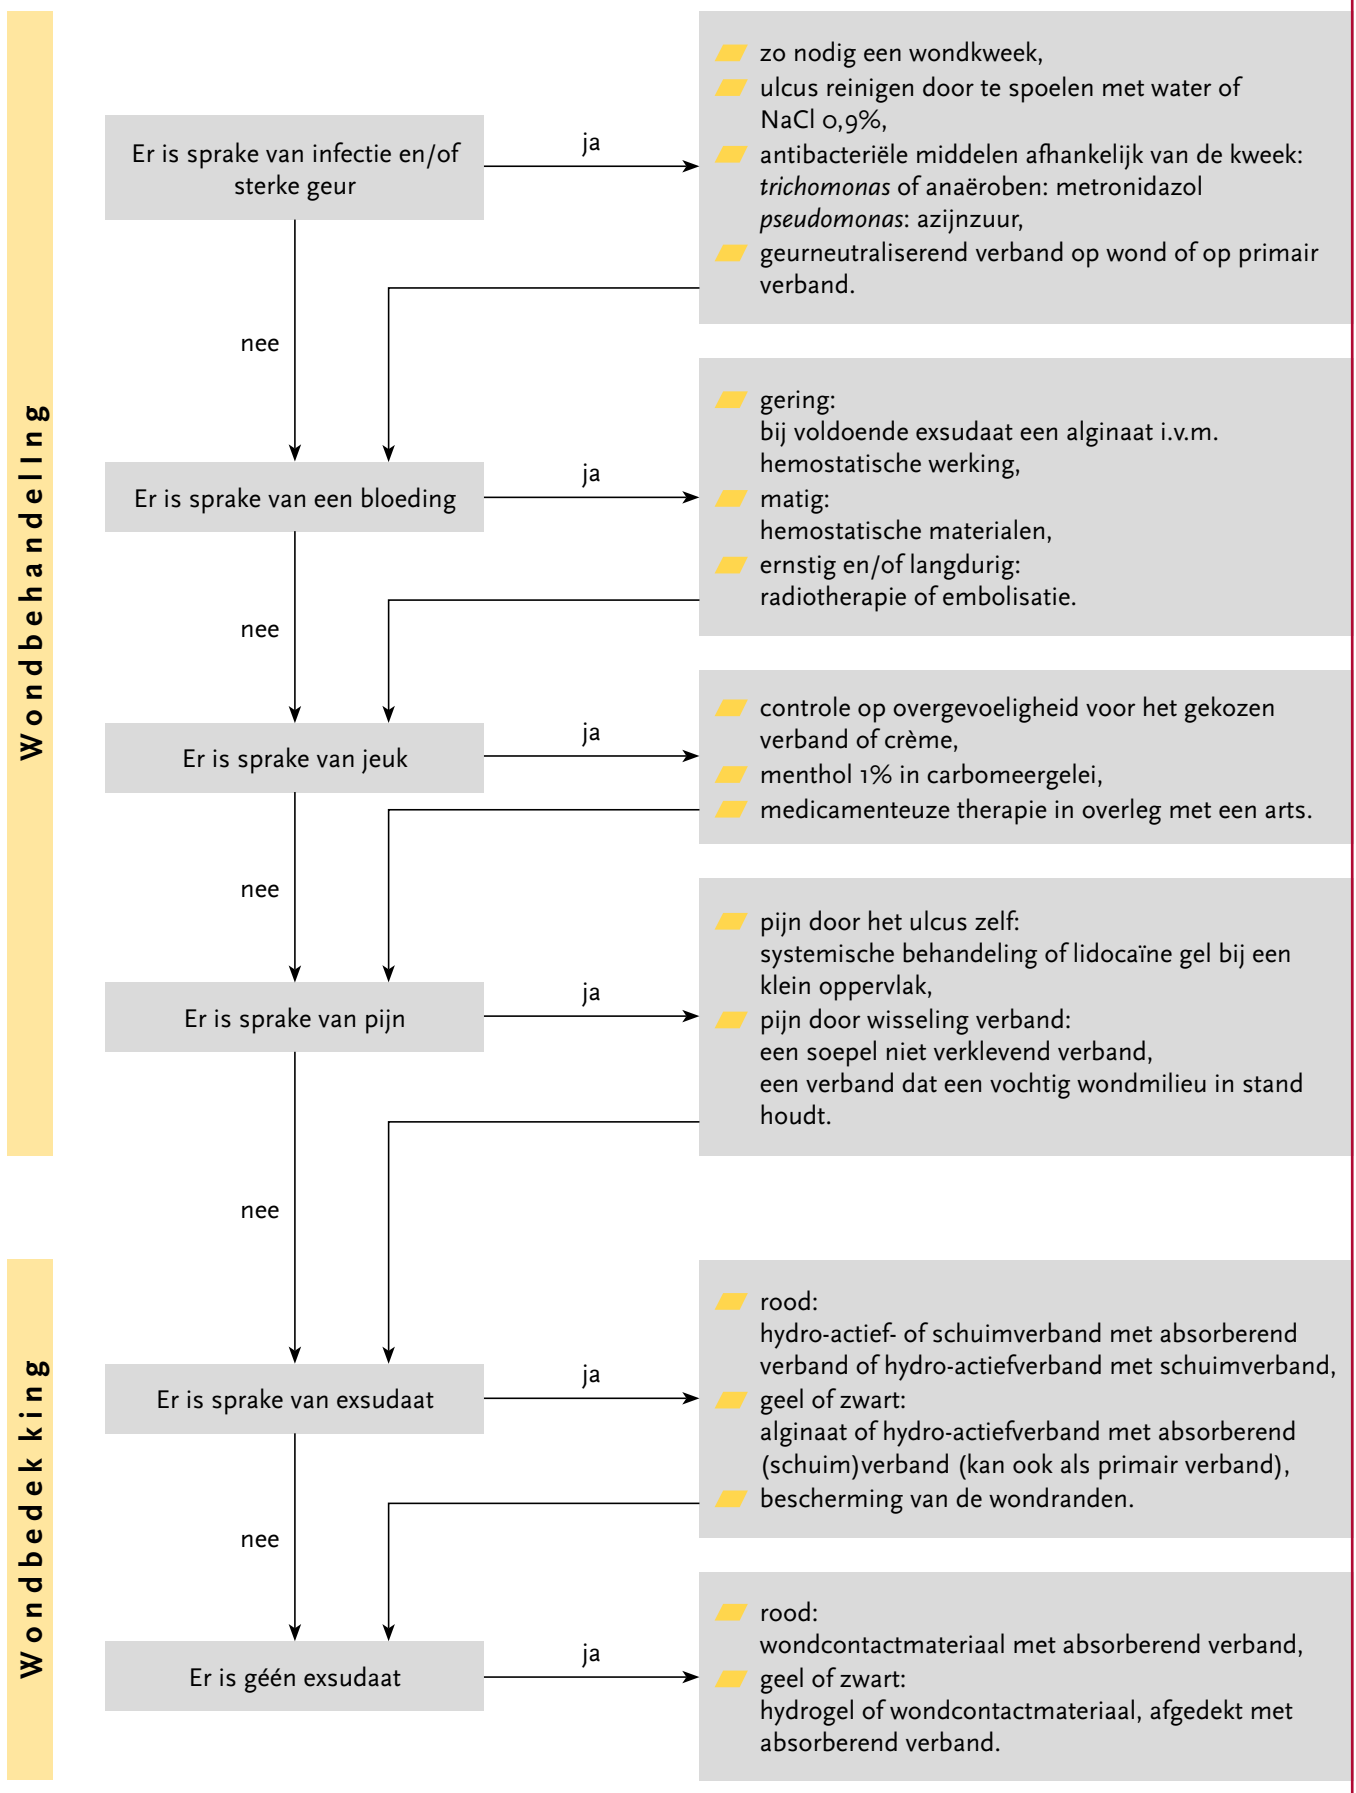 Wondbehandeling
Er is sprake van infectie en/of
sterke geur
ja
nee
zo nodig een wondkweek,
ulcus reinigen door te spoelen met water of
NaCl 0,9%,
antibacteriële middelen afhankelijk van de kweek:
trichomonas of anaëroben: metronidazol
pseudomonas: azijnzuur,
geurneutraliserend verband op wond of op primair
verband.
Er is sprake van een bloeding
ja
nee
gering:
bij voldoende exsudaat een alginaat i.v.m.
hemostatische werking,
matig:
hemostatische materialen,
ernstig en/of langdurig:
radiotherapie of embolisatie.
Er is sprake van jeuk
ja
nee
controle op overgevoeligheid voor het gekozen
verband of crème,
menthol 1% in carbomeergelei,
medicamenteuze therapie in overleg met een arts.
Er is sprake van pijn
ja
nee
pijn door het ulcus zelf:
systemische behandeling of lidocaïne gel bij een
klein oppervlak,
pijn door wisseling verband:
een soepel niet verklevend verband,
een verband dat een vochtig wondmilieu in stand
houdt.
Wondbedekking
Er is sprake van exsudaat
ja
nee
rood:
hydro-actief- of schuimverband met absorberend
verband of hydro-actiefverband met schuimverband,
geel of zwart:
alginaat of hydro-actiefverband met absorberend
(schuim)verband (kan ook als primair verband),
bescherming van de wondranden.
Er is géén exsudaat
ja
rood:
wondcontactmateriaal met absorberend verband,
geel of zwart:
hydrogel of wondcontactmateriaal, afgedekt met
absorberend verband.